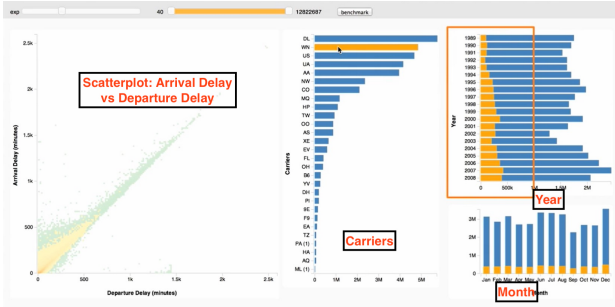 exp
40
12822687
benchmark
2.5k
2k
1.5k
1k
500
0
Arrival Delay (minutes)
Scatterplot: Arrival Delay
vs Departure Delay
0
500
1k
1.5k
2k
2.5k
Departure Delay (minutes)
Carriers
DL
WN
US
UA
AA
NW
CO
MQ
HP
TW
OO
AS
XE
EV
FL
OH
B6
YV
DH
PI
9E
F9
EA
TZ
PA (1)
HA
AQ
ML (1)
Carriers
0
1M
2M
3M
4M
5M
Year
1989
1990
1991
1992
1993
1994
1995
1996
1997
1998
1999
2000
2001
2002
2003
2004
2005
2006
2007
2008
0
500k
1M
1.5M
2M
Year
3M
2M
1M
0
Jan Feb Mar Apr May Jun Jul Aug Sep Oct Nov Dec
Month